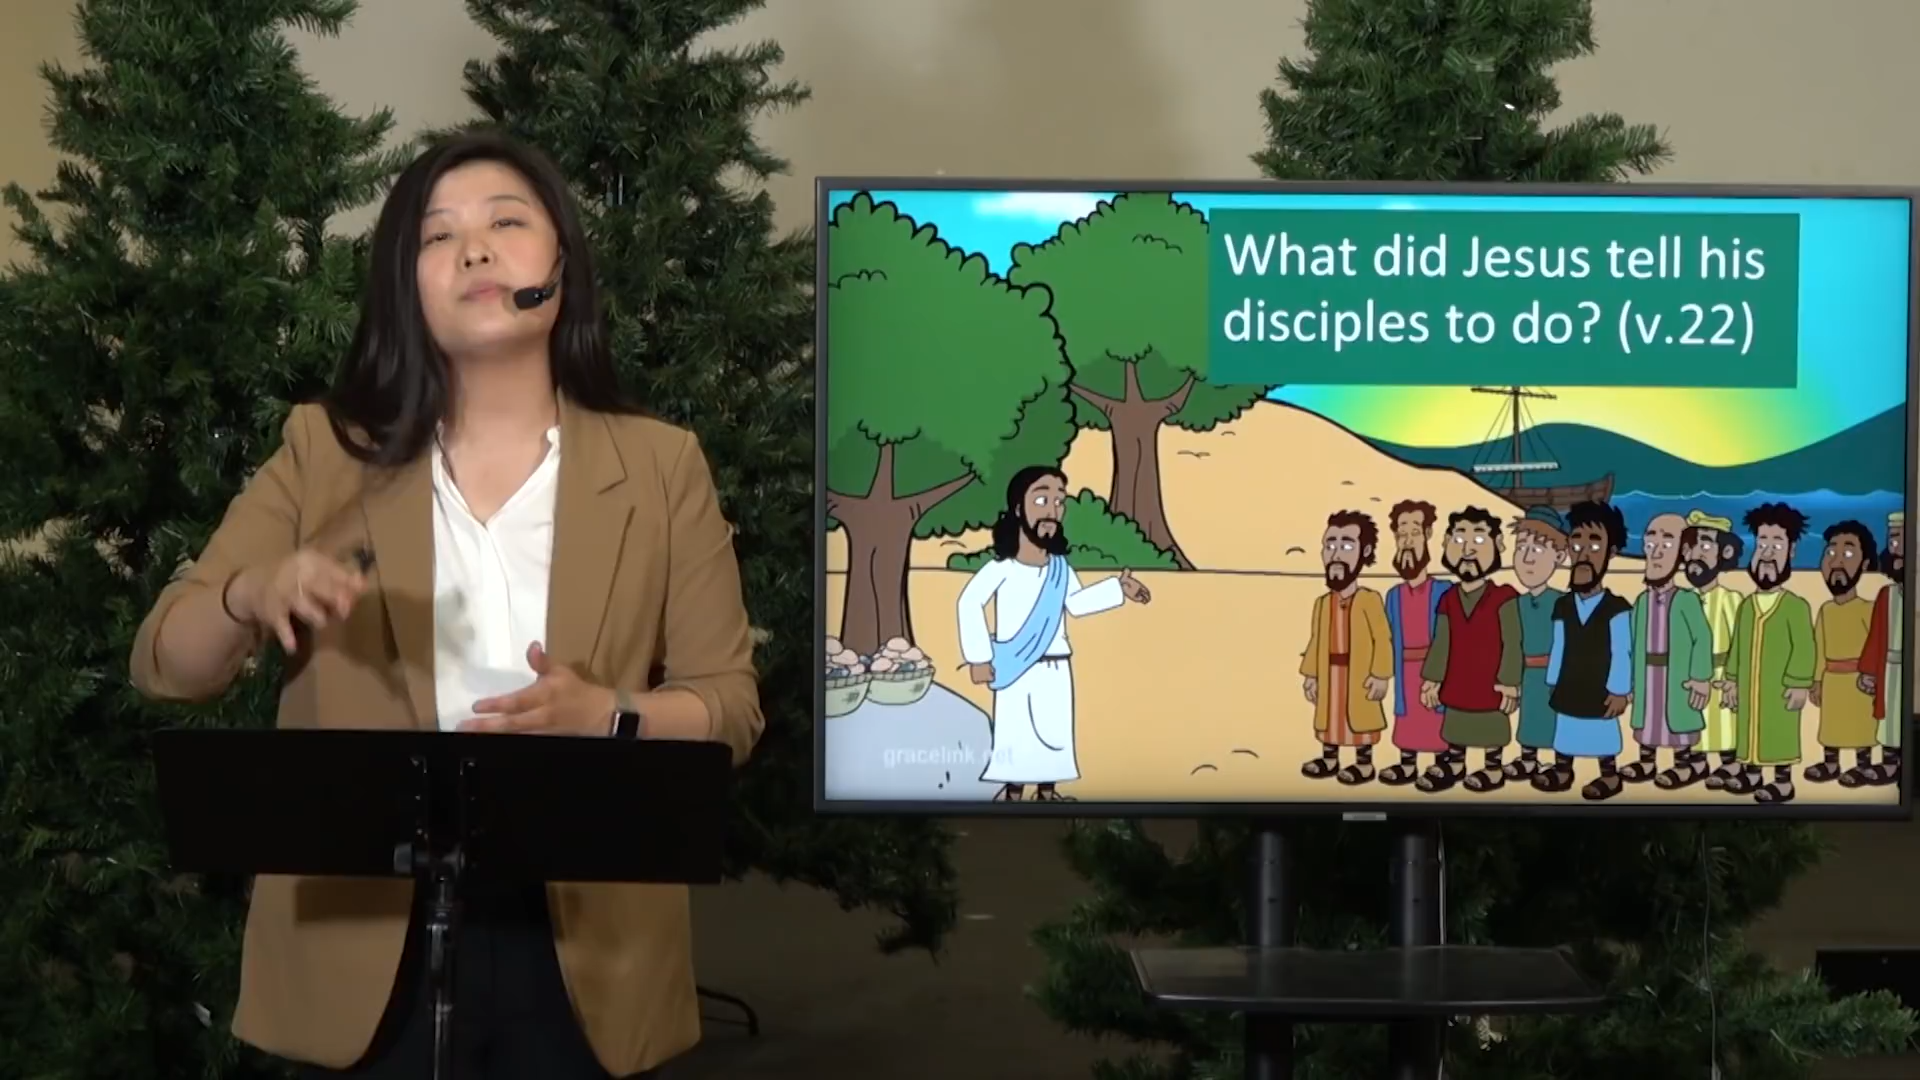 What did Jesus tell his
disciples to do? (v.22)
gracelink.net